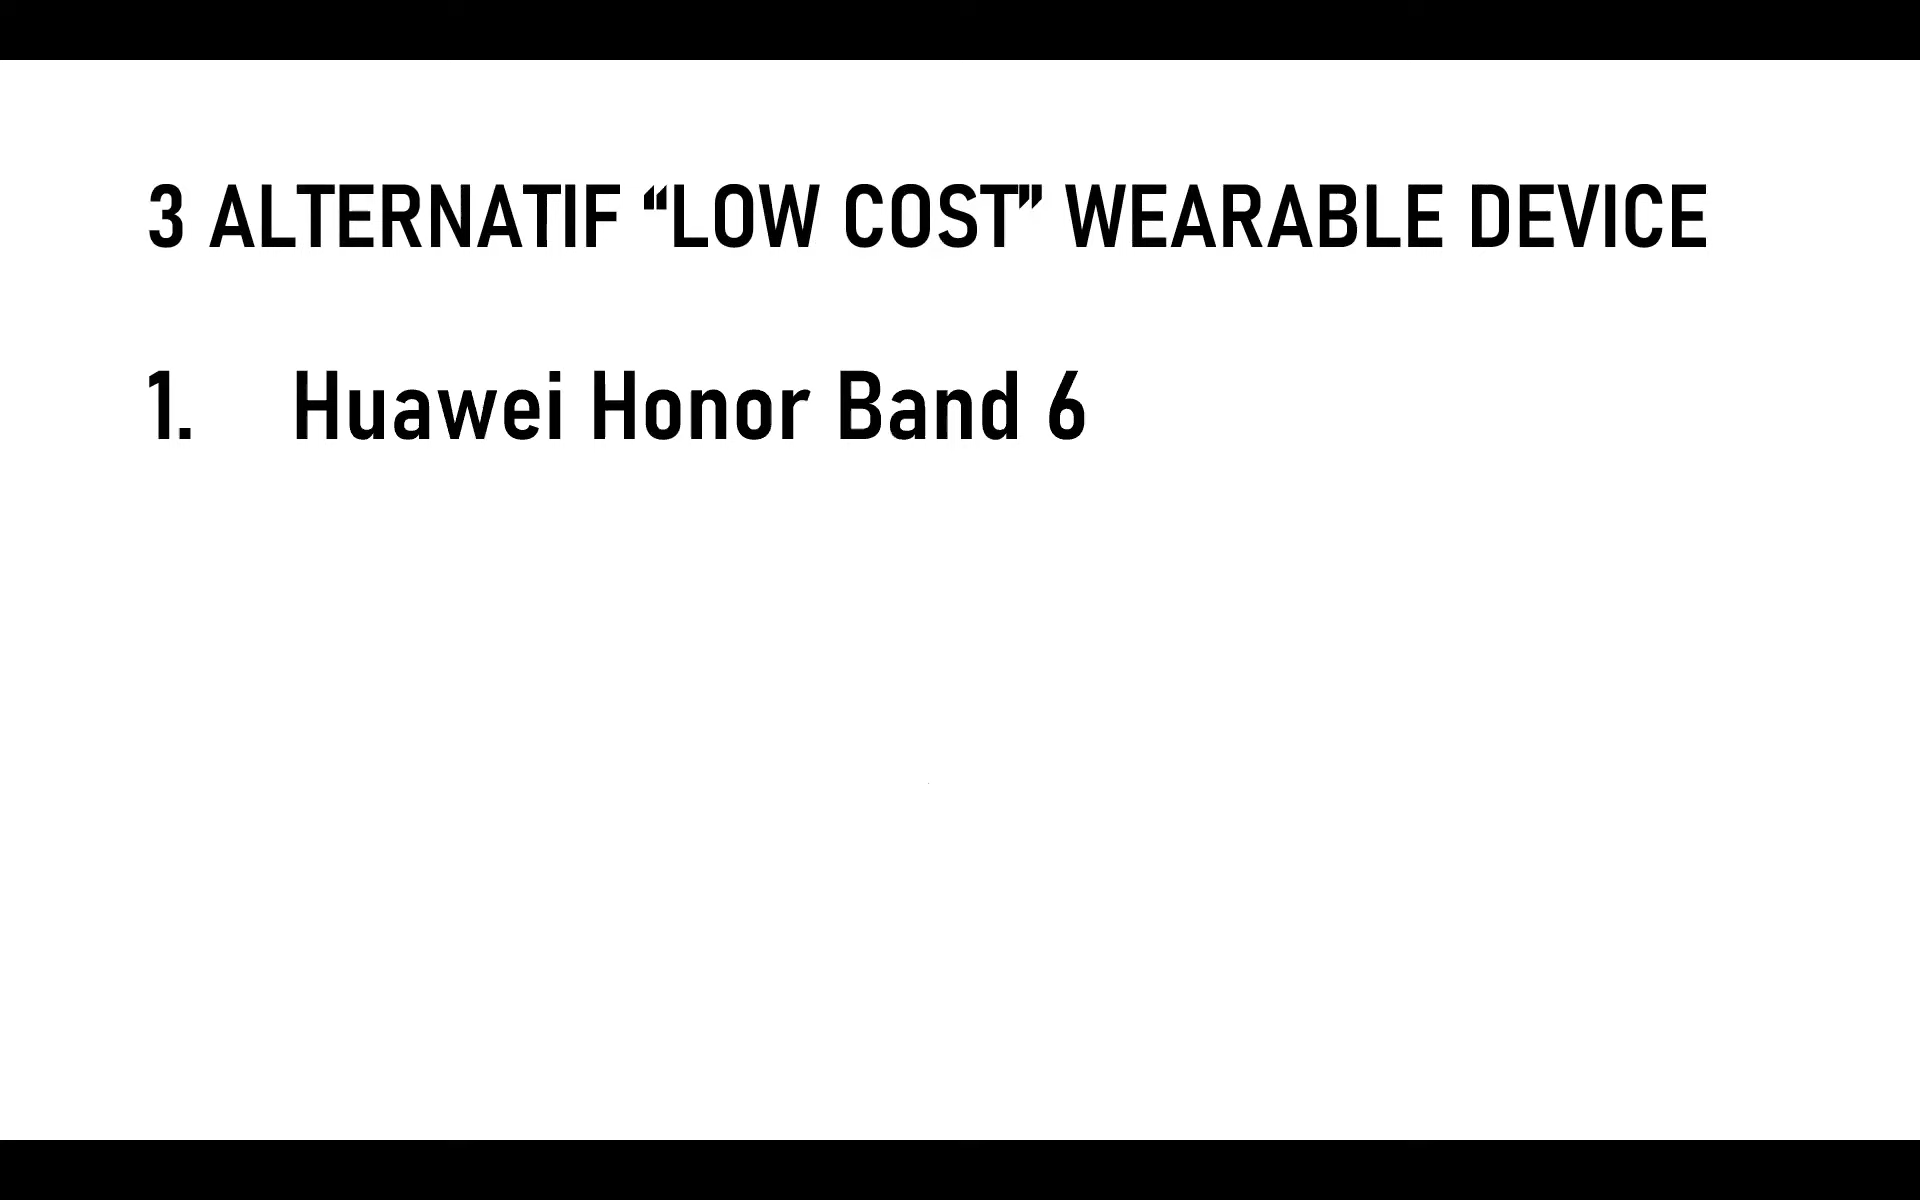 3 ALTERNATIF “LOW COST” WEARABLE DEVICE
1. Huawei Honor Band 6